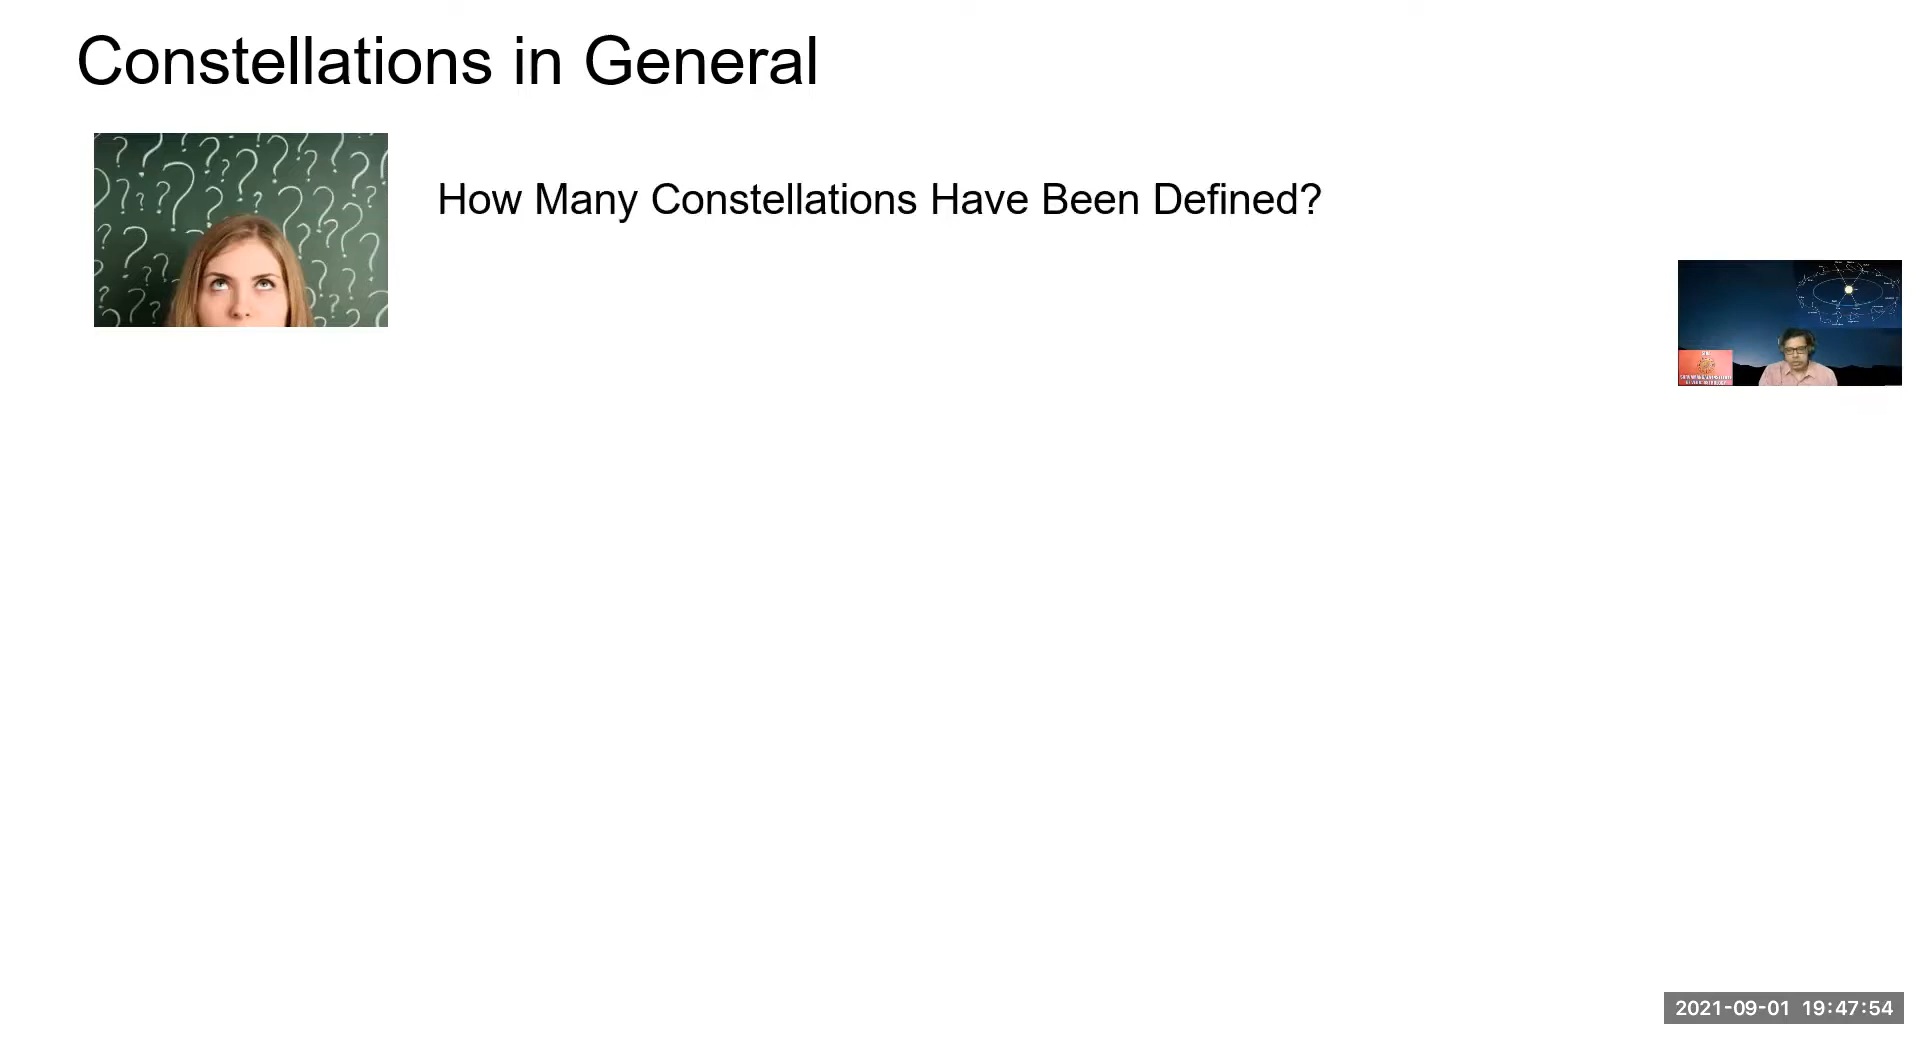 Constellations in General
How Many Constellations Have Been Defined?
2021-09-01 19:47:54